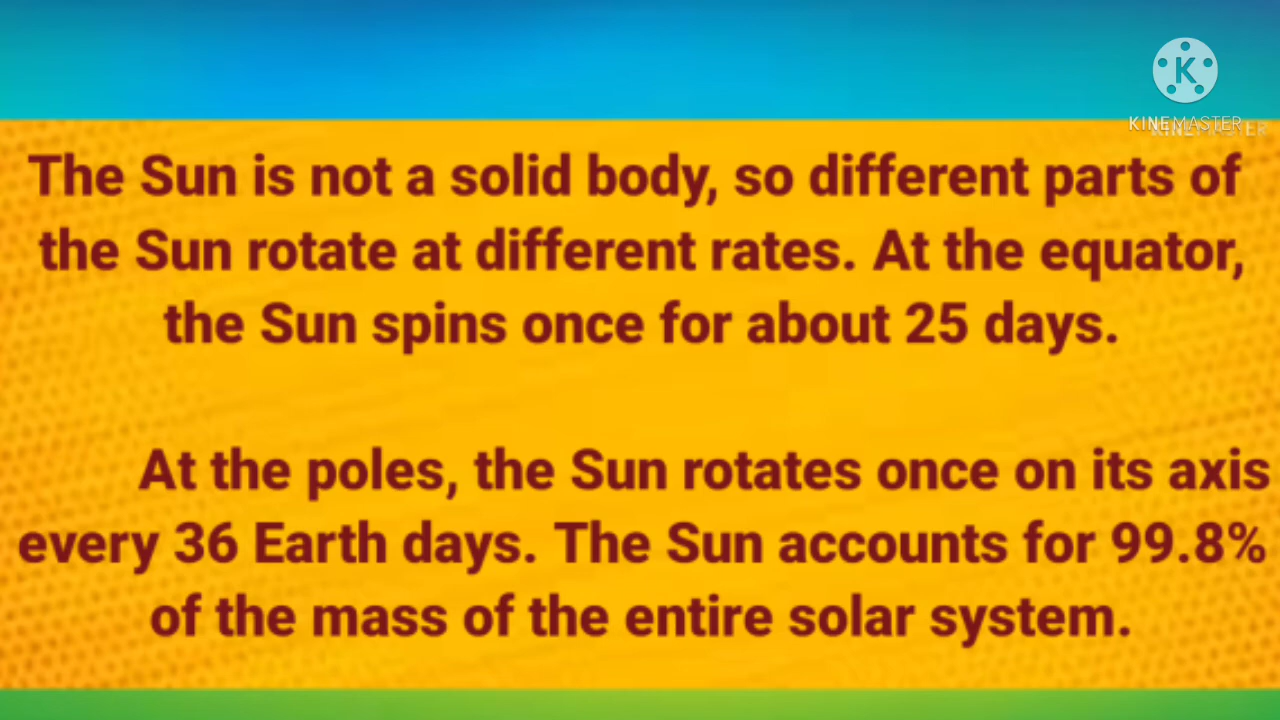 K
KINEMASTER
KINEMASTER
The Sun is not a solid body, so different parts of
the Sun rotate at different rates. At the equator,
the Sun spins once for about 25 days.
At the poles, the Sun rotates once on its axis
every 36 Earth days. The Sun accounts for 99.8%
of the mass of the entire solar system.